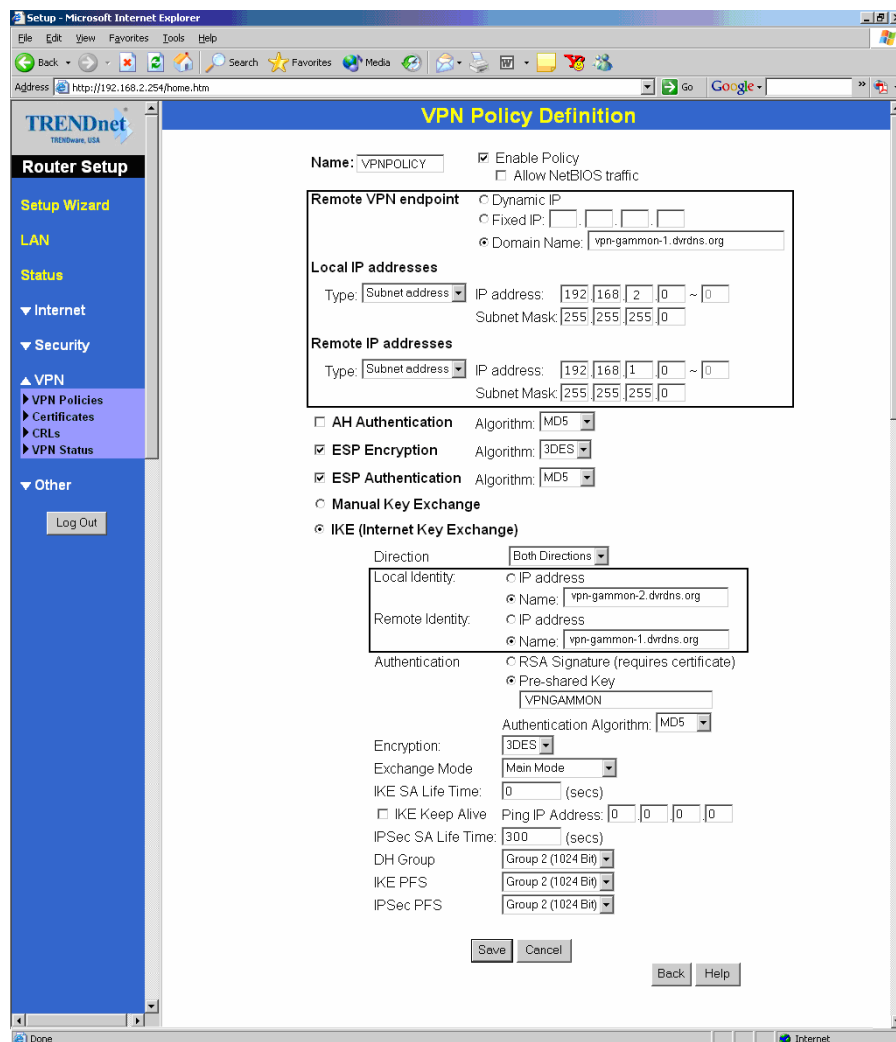 Setup - Microsoft Internet Explorer
File Edit View Favorites Tools Help
Back Search Favorites Media
Address http://192.168.2.254/home.htm Go Google
TRENDnet
TRENDware, USA
Router Setup
Setup Wizard
LAN
Status
Internet
Security
VPN
VPN Policies
Certificates
CRLs
VPN Status
Other
Log Out
VPN Policy Definition
Name: VPNPOLICY Enable Policy
Allow NetBIOS traffic
Remote VPN endpoint Dynamic IP
Fixed IP: . . .
Domain Name: vpn-gammon-1.dvrdns.org
Local IP addresses
Type: Subnet address IP address: 192 .168 .2 .0 ~ 0
Subnet Mask: 255 .255 .255 .0
Remote IP addresses
Type: Subnet address IP address: 192 .168 .1 .0 ~ 0
Subnet Mask: 255 .255 .255 .0
AH Authentication Algorithm: MD5
ESP Encryption Algorithm: 3DES
ESP Authentication Algorithm: MD5
Manual Key Exchange
IKE (Internet Key Exchange)
Direction Both Directions
Local Identity: IP address
Name: vpn-gammon-2.dvrdns.org
Remote Identity: IP address
Name: vpn-gammon-1.dvrdns.org
Authentication RSA Signature (requires certificate)
Pre-shared Key
VPNGAMMON
Authentication Algorithm: MD5
Encryption: 3DES
Exchange Mode Main Mode
IKE SA Life Time: 0 (secs)
IKE Keep Alive Ping IP Address: 0 .0 .0 .0
IPSec SA Life Time: 300 (secs)
DH Group Group 2 (1024 Bit)
IKE PFS Group 2 (1024 Bit)
IPSec PFS Group 2 (1024 Bit)
Save Cancel
Back Help
Done Internet